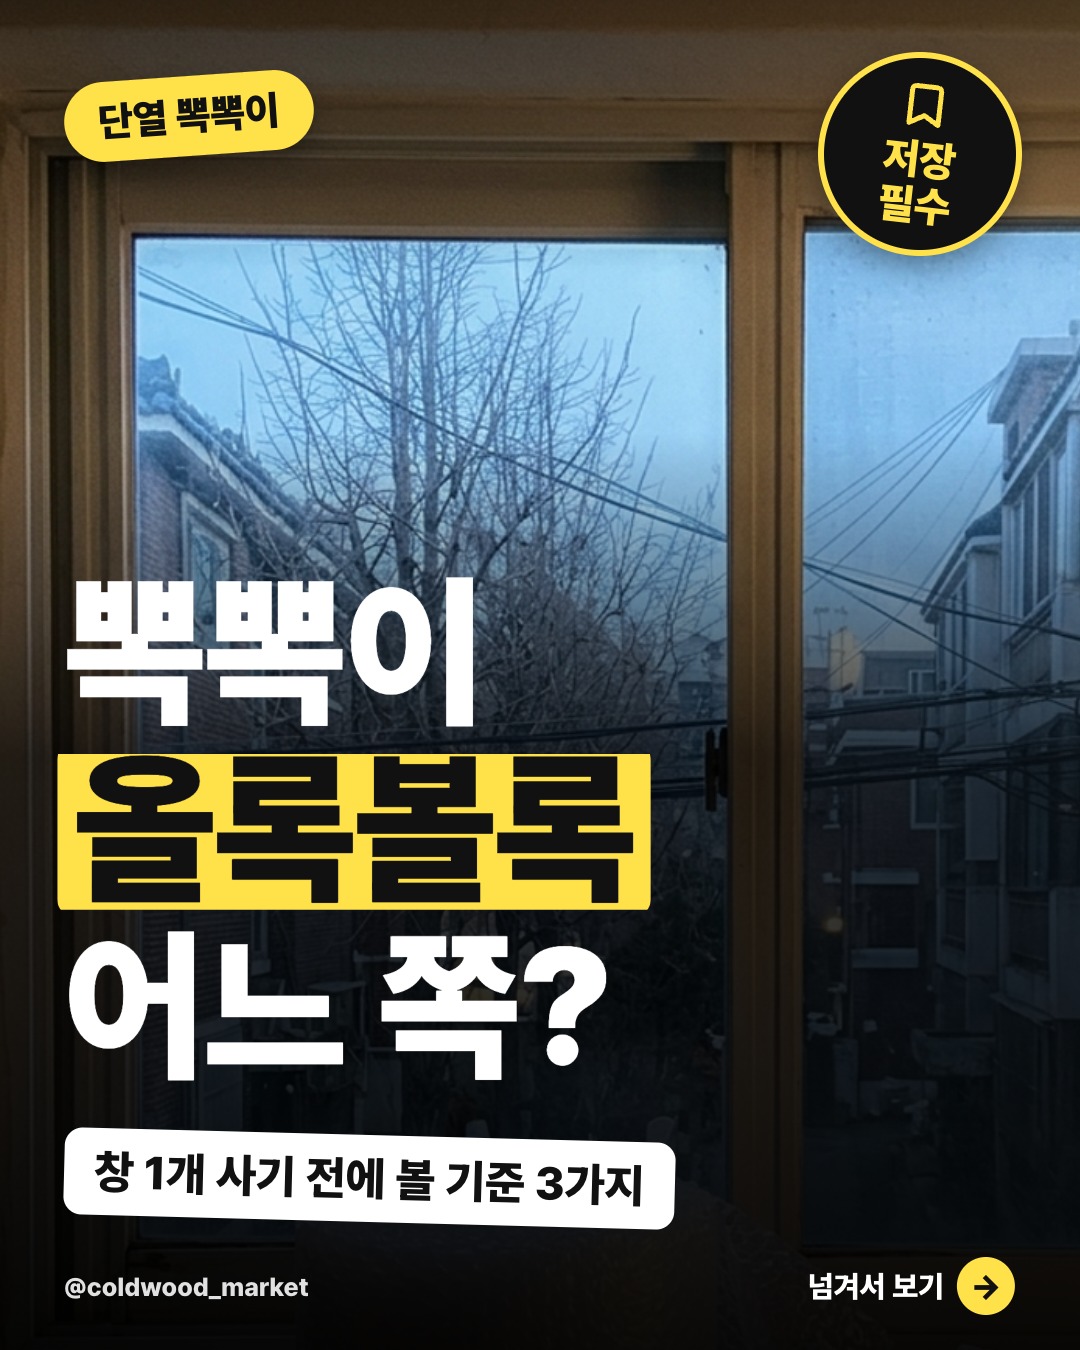 단열 뽁뽁이
저장
필수
뽁뽁이
올록볼록
어느 쪽?
창 1개 사기 전에 볼 기준 3가지
@coldwood_market
넘겨서 보기